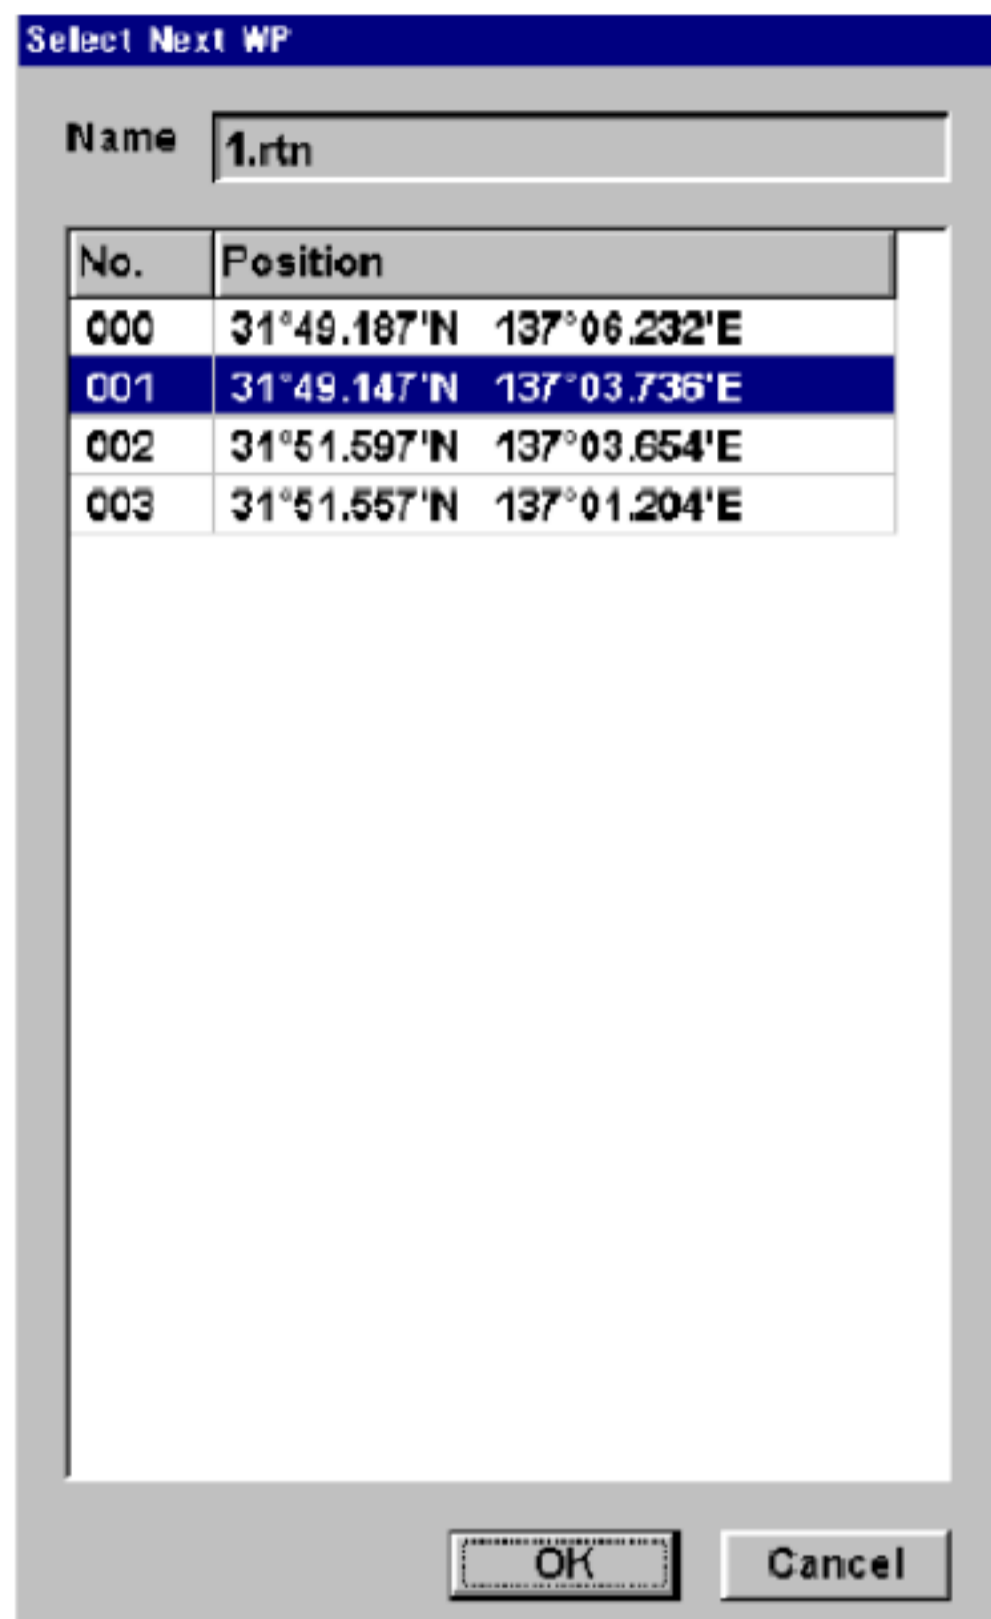 Select Next WP
Name 1.rtn
No. Position
000 31°49.187'N 137°06.232'E
001 31°49.147'N 137°03.736'E
002 31°51.597'N 137°03.654'E
003 31°51.557'N 137°01.204'E
OK Cancel